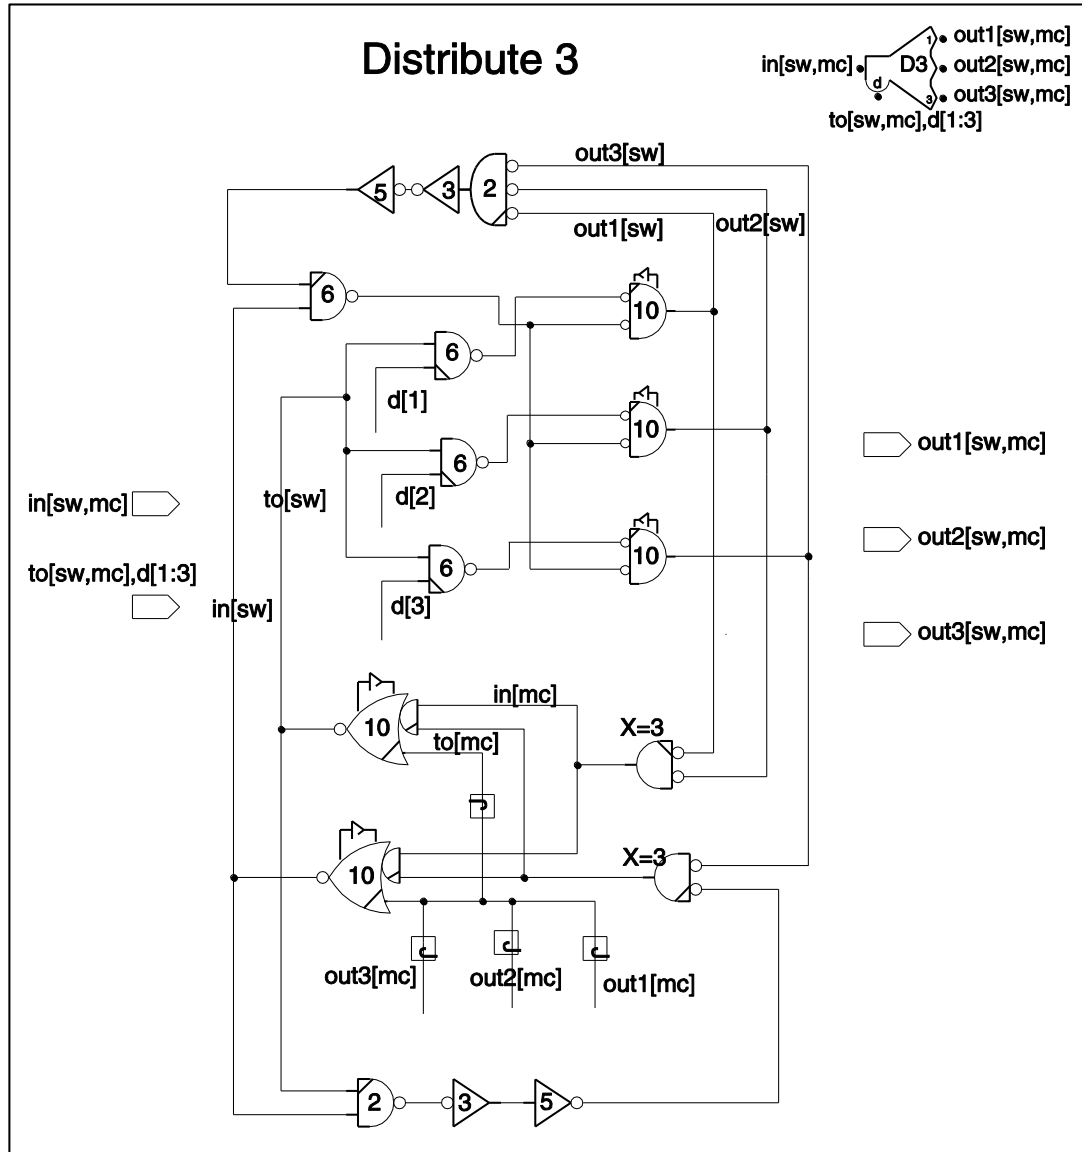 Distribute 3
out1[sw,mc]
in[sw,mc]
1
D3
out2[sw,mc]
d
3
out3[sw,mc]
to[sw,mc],d[1:3]
out3[sw]
5
3
2
out1[sw]
out2[sw]
6
10
6
d[1]
10
6
d[2]
out1[sw,mc]
to[sw]
in[sw,mc]
out2[sw,mc]
10
6
to[sw,mc],d[1:3]
d[3]
in[sw]
out3[sw,mc]
in[mc]
10
to[mc]
X=3
10
X=3
out3[mc]
out2[mc]
out1[mc]
2
3
5